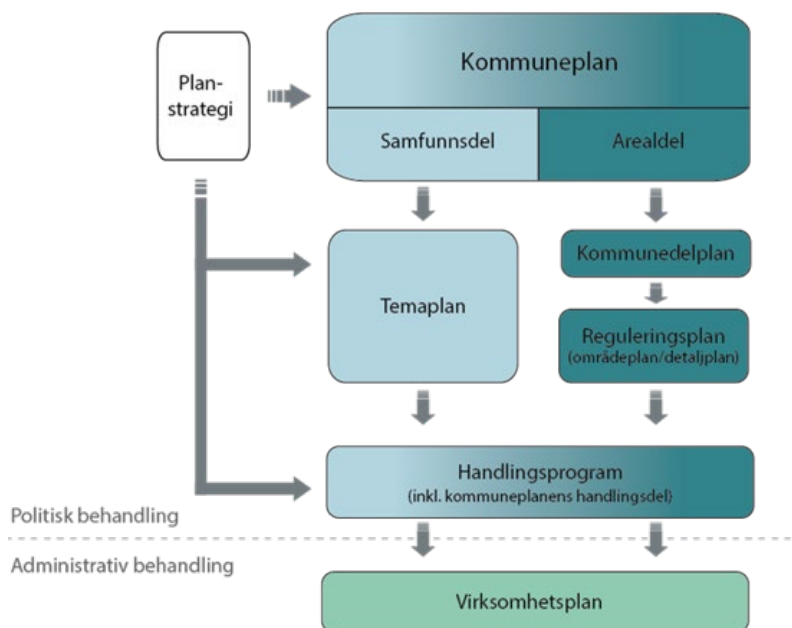 Plan-
strategi
Kommuneplan
Samfunnsdel
Arealdel
Temaplan
Kommunedelplan
Reguleringsplan
(områdeplan/detaljplan)
Handlingsprogram
(inkl. kommuneplanens handlingsdel)
Politisk behandling
Administrativ behandling
Virksomhetsplan